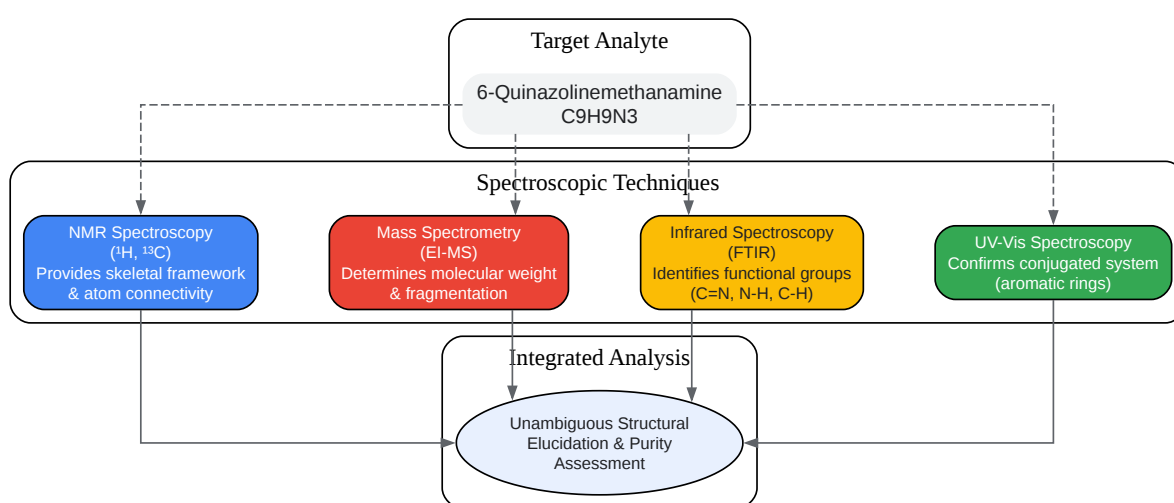 Target Analyte
6-Quinazolinemethanamine
C9H9N3
Spectroscopic Techniques
NMR Spectroscopy
(¹H, ¹³C)
Provides skeletal framework
& atom connectivity
Mass Spectrometry
(EI-MS)
Determines molecular weight
& fragmentation
Infrared Spectroscopy
(FTIR)
Identifies functional groups
(C=N, N-H, C-H)
UV-Vis Spectroscopy
Confirms conjugated system
(aromatic rings)
Integrated Analysis
Unambiguous Structural
Elucidation & Purity
Assessment